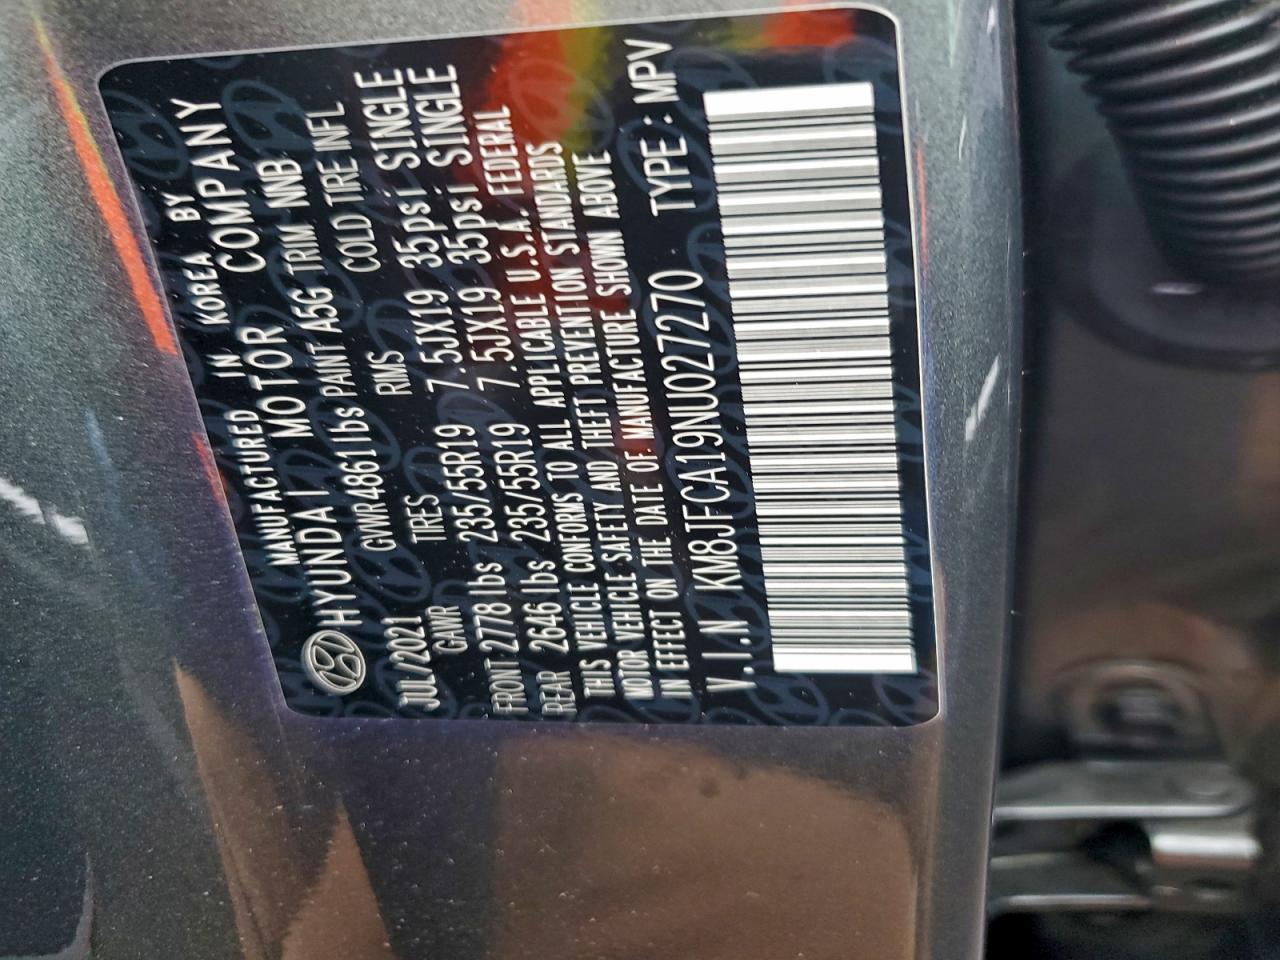 MANUFACTURED IN KOREA BY
HYUNDAI MOTOR COMPANY
GVWR 4861lbs PAINT A5G TRIM NNB
JUL/2021
GAWR TIRES RMS COLD TIRE INFL
FRONT 2778 lbs 235/55R19 7.5JX19 35psi SINGLE
REAR 2646 lbs 235/55R19 7.5JX19 35psi SINGLE
THIS VEHICLE CONFORMS TO ALL APPLICABLE U.S.A. FEDERAL
MOTOR VEHICLE SAFETY AND THEFT PREVENTION STANDARDS
IN EFFECT ON THE DATE OF MANUFACTURE SHOWN ABOVE
V.I.N KM8JFCA19NU027270 TYPE : MPV